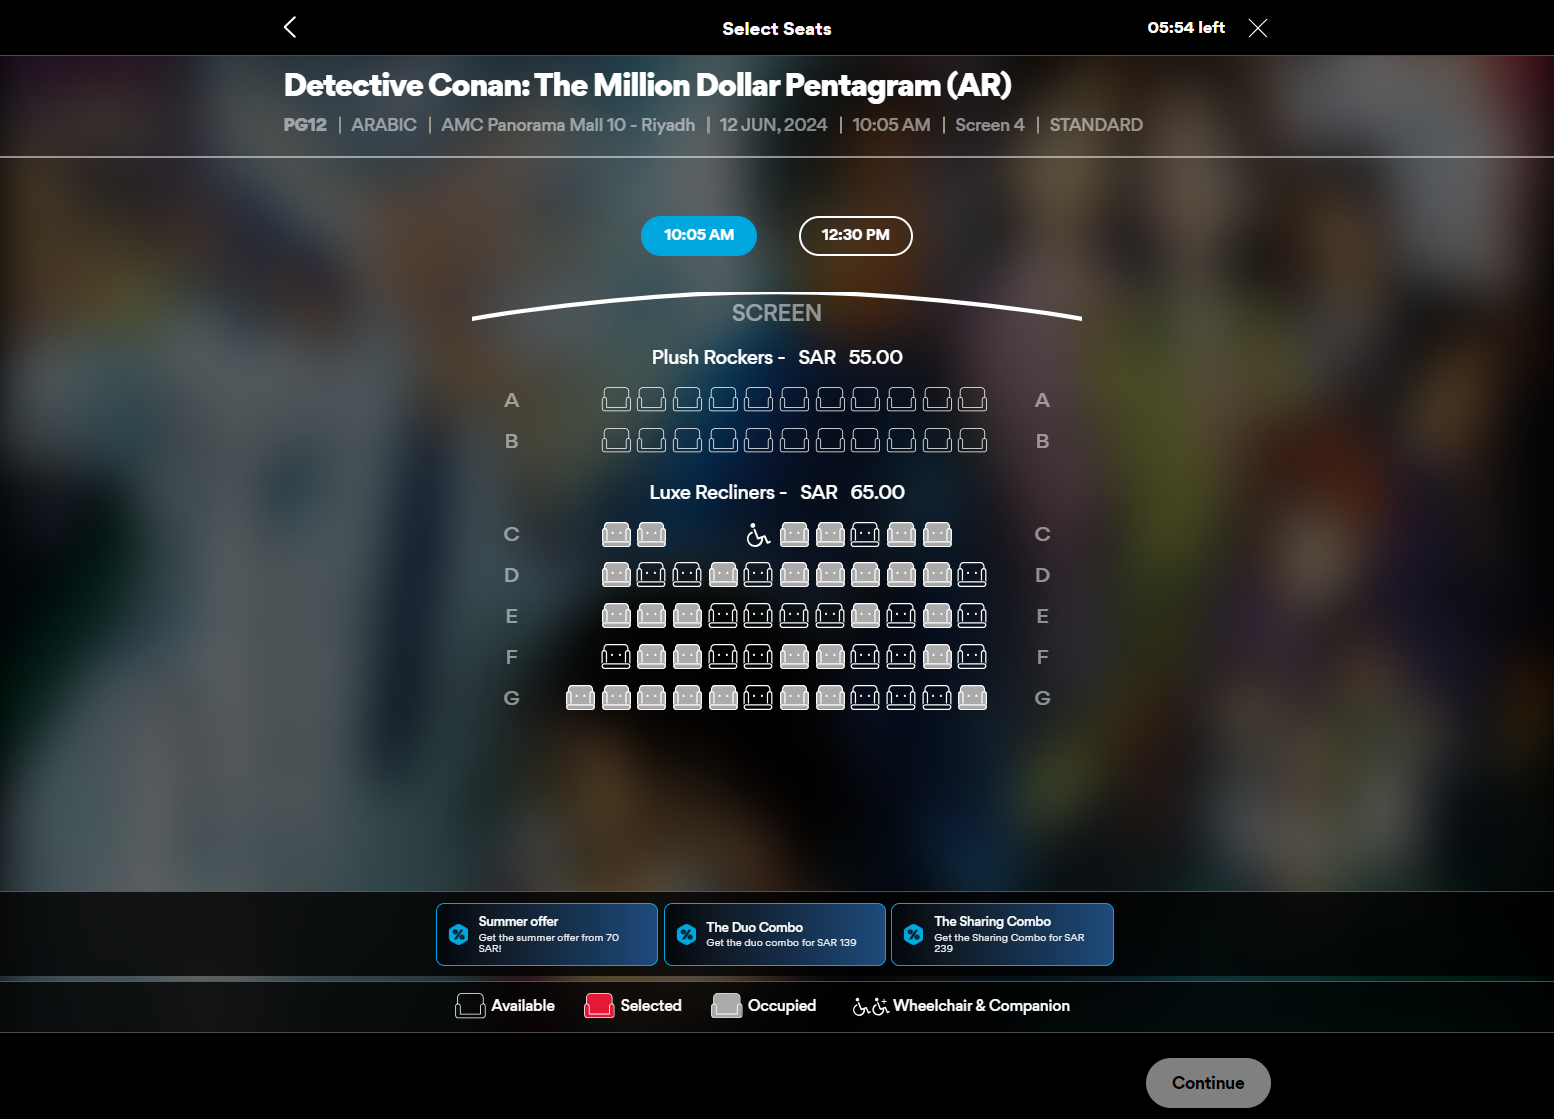 Select Seats
05:54 left
Detective Conan: The Million Dollar Pentagram (AR)
PG12 | ARABIC | AMC Panorama Mall 10 - Riyadh | 12 JUN, 2024 | 10:05 AM | Screen 4 | STANDARD
10:05 AM
12:30 PM
SCREEN
Plush Rockers - SAR 55.00
A A
B B
Luxe Recliners - SAR 65.00
C C
D D
E E
F F
G G
Summer offer
Get the summer offer from 70
SAR!
The Duo Combo
Get the duo combo for SAR 139
The Sharing Combo
Get the Sharing Combo for SAR
239
Available
Selected
Occupied
Wheelchair & Companion
Continue